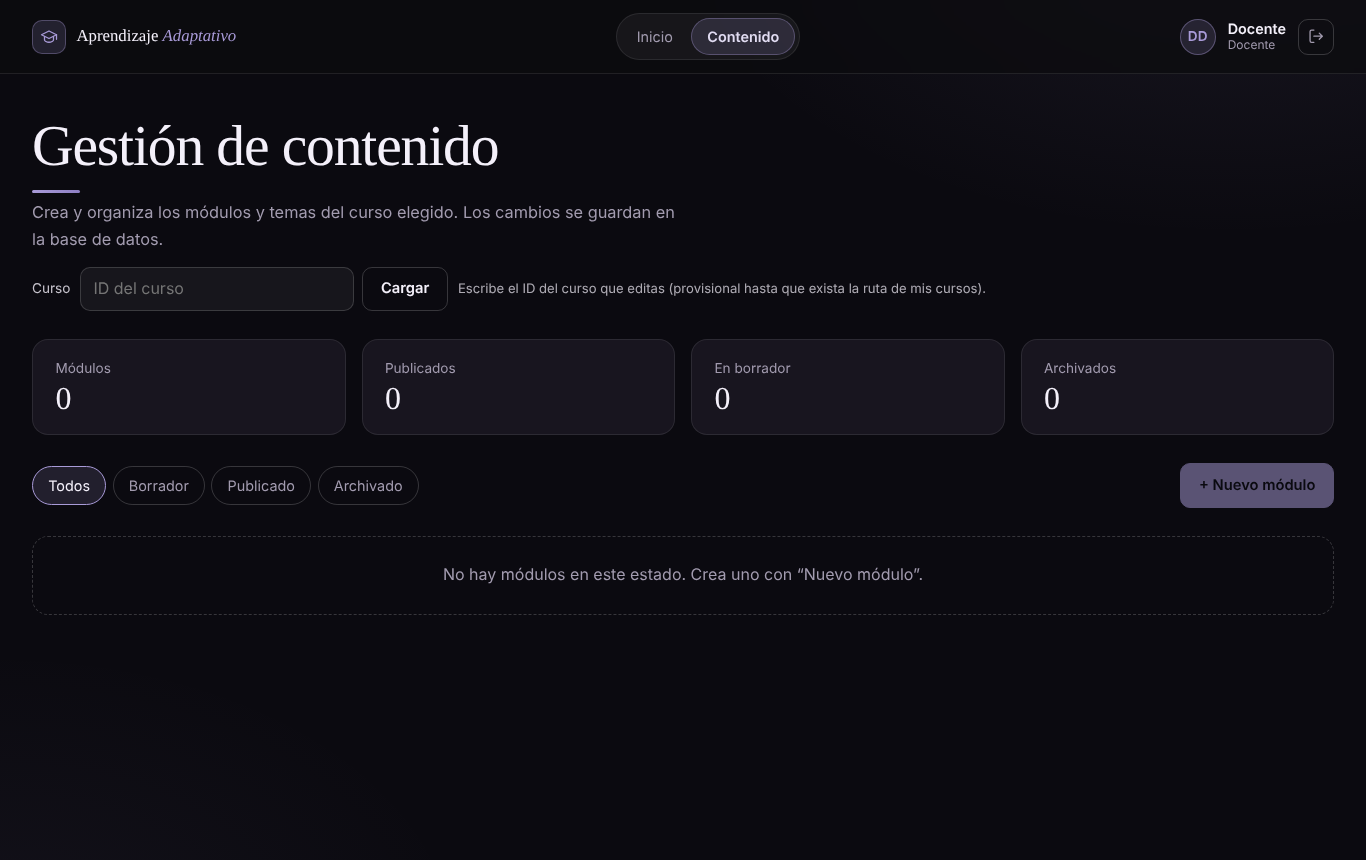 Aprendizaje Adaptativo
Inicio
Contenido
DD
Docente
Docente
Gestión de contenido
Crea y organiza los módulos y temas del curso elegido. Los cambios se guardan en
la base de datos.
Curso
ID del curso
Cargar
Escribe el ID del curso que editas (provisional hasta que exista la ruta de mis cursos).
Módulos
0
Publicados
0
En borrador
0
Archivados
0
Todos
Borrador
Publicado
Archivado
+ Nuevo módulo
No hay módulos en este estado. Crea uno con “Nuevo módulo”.